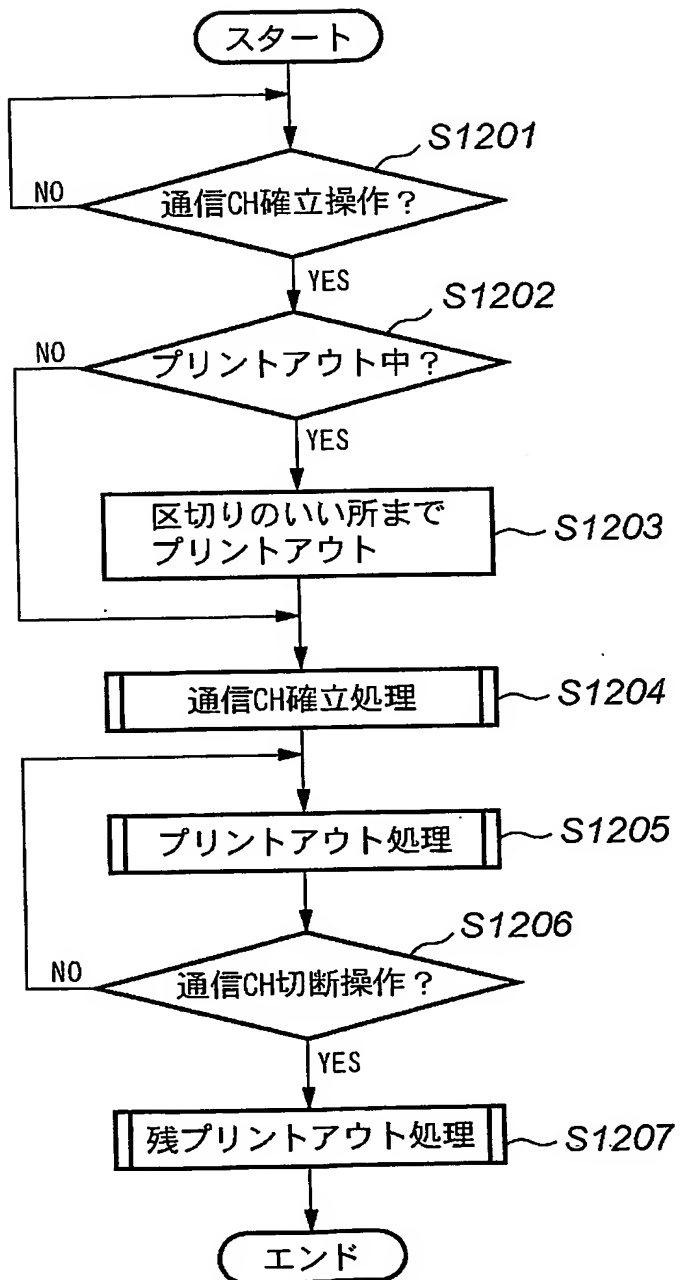 スタート
S1201
NO
通信CH確立操作？
YES
S1202
NO
プリントアウト中？
YES
区切りのいい所まで
プリントアウト
S1203
通信CH確立処理
S1204
プリントアウト処理
S1205
S1206
NO
通信CH切断操作？
YES
残プリントアウト処理
S1207
エンド